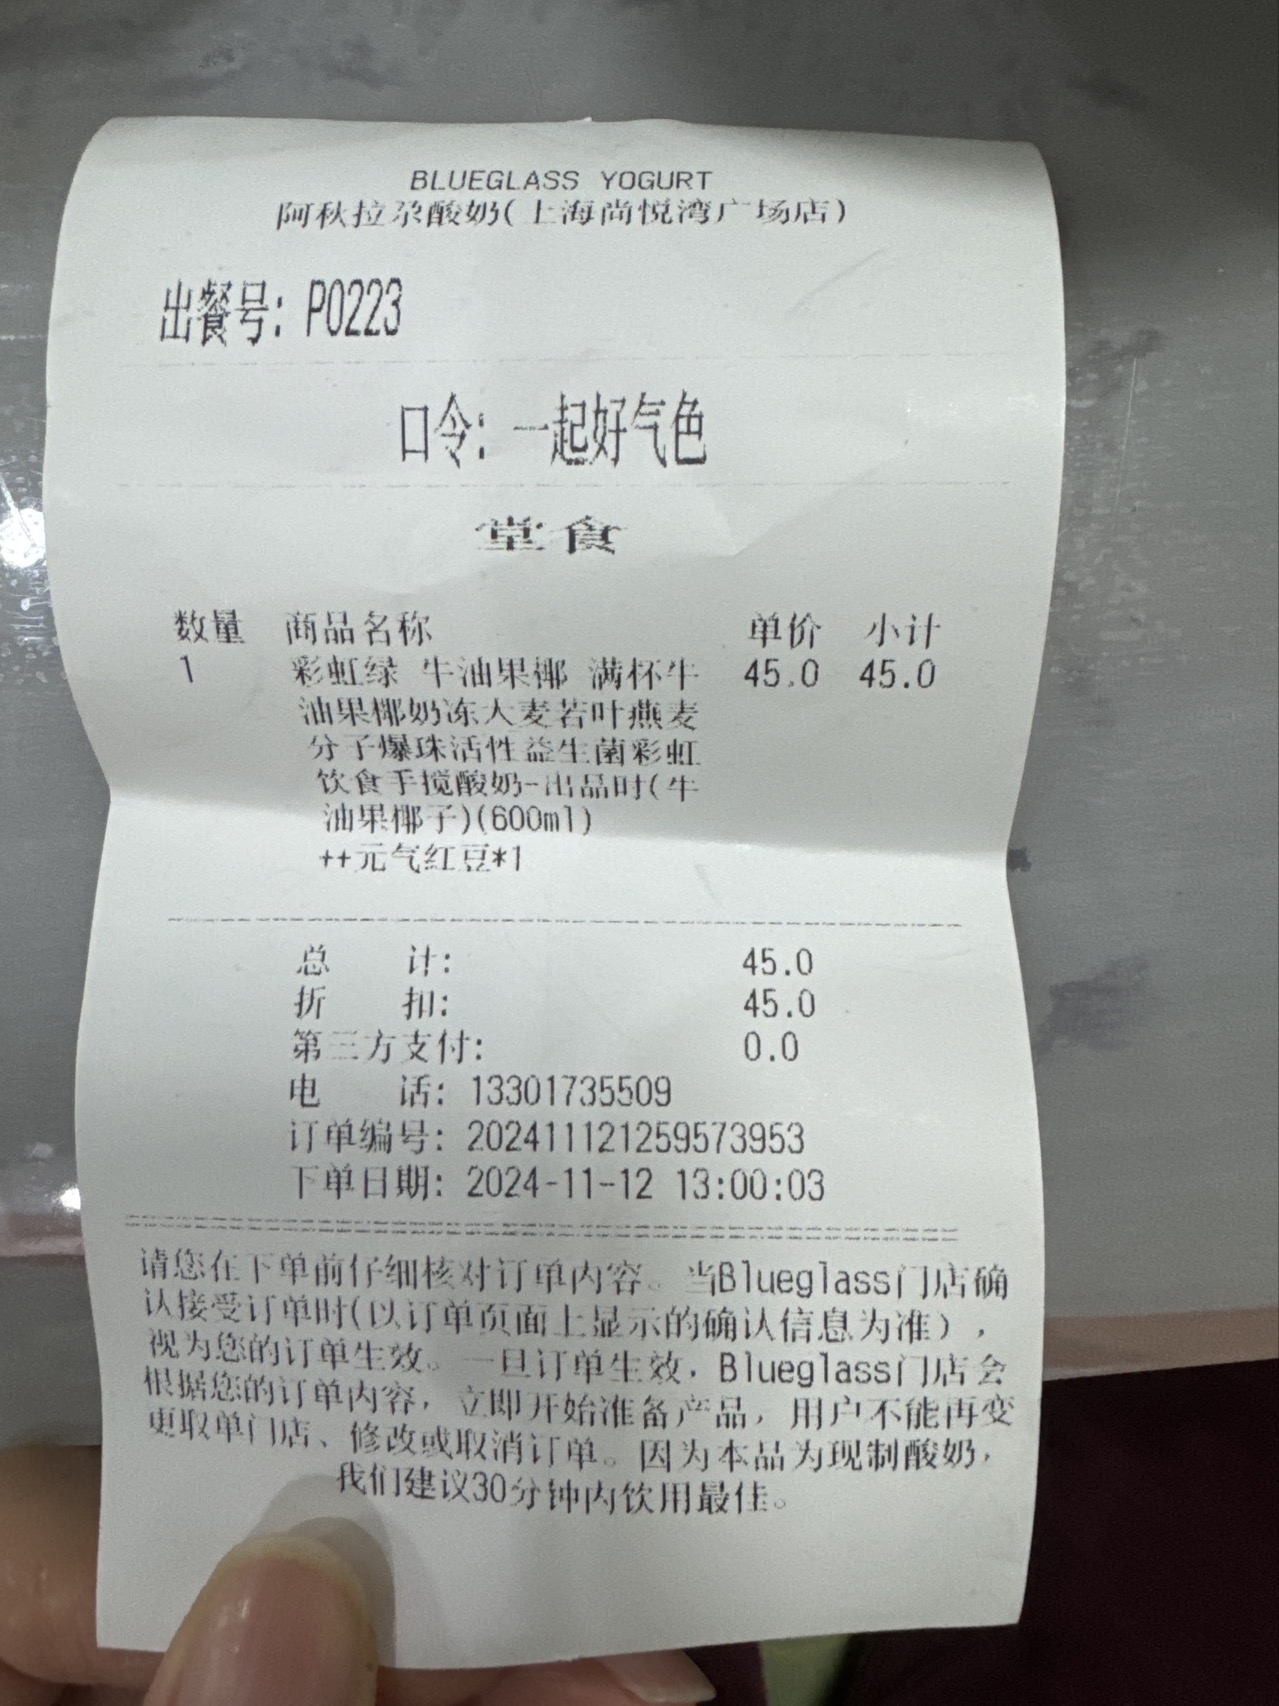 BLUEGLASS YOGURT
阿秋拉尕酸奶(上海尚悦湾广场店)
出餐号: P0223
口令: 一起好气色
堂食
数量 商品名称 单价 小计
1 彩虹绿 牛油果椰 满杯牛 45.0 45.0
油果椰奶冻大麦若叶燕麦
分子爆珠活性益生菌彩虹
饮食手搅酸奶-出品时(牛
油果椰子)(600ml)
++元气红豆*1
总 计: 45.0
折 扣: 45.0
第三方支付: 0.0
电 话: 13301735509
订单编号: 202411121259573953
下单日期: 2024-11-12 13:00:03
请您在下单前仔细核对订单内容。当Blueglass门店确
认接受订单时(以订单页面上显示的确认信息为准),
视为您的订单生效。一旦订单生效,Blueglass门店会
根据您的订单内容,立即开始准备产品,用户不能再变
更取单门店、修改或取消订单。因为本品为现制酸奶,
我们建议30分钟内饮用最佳。